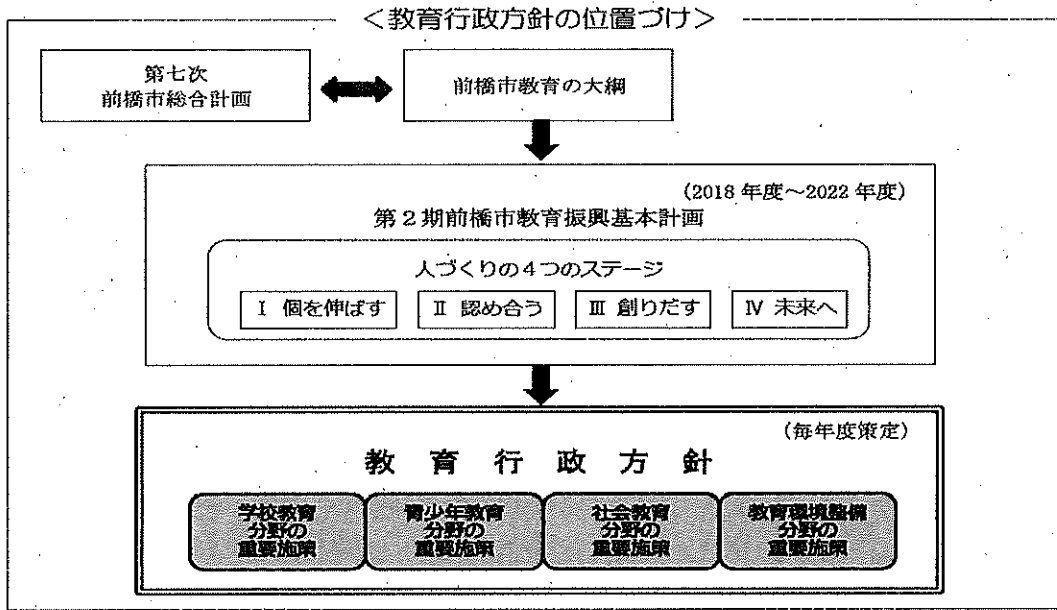 ＜教育行政方針の位置づけ＞
第七次
前橋市総合計画
前橋市教育の大綱
（2018年度～2022年度）
第２期前橋市教育振興基本計画
人づくりの４つのステージ
Ⅰ 個を伸ばす
Ⅱ 認め合う
Ⅲ 創りだす
Ⅳ 未来へ
（毎年度策定）
教育行政方針
学校教育
分野の
重要施策
青少年教育
分野の
重要施策
社会教育
分野の
重要施策
教育環境整備
分野の
重要施策